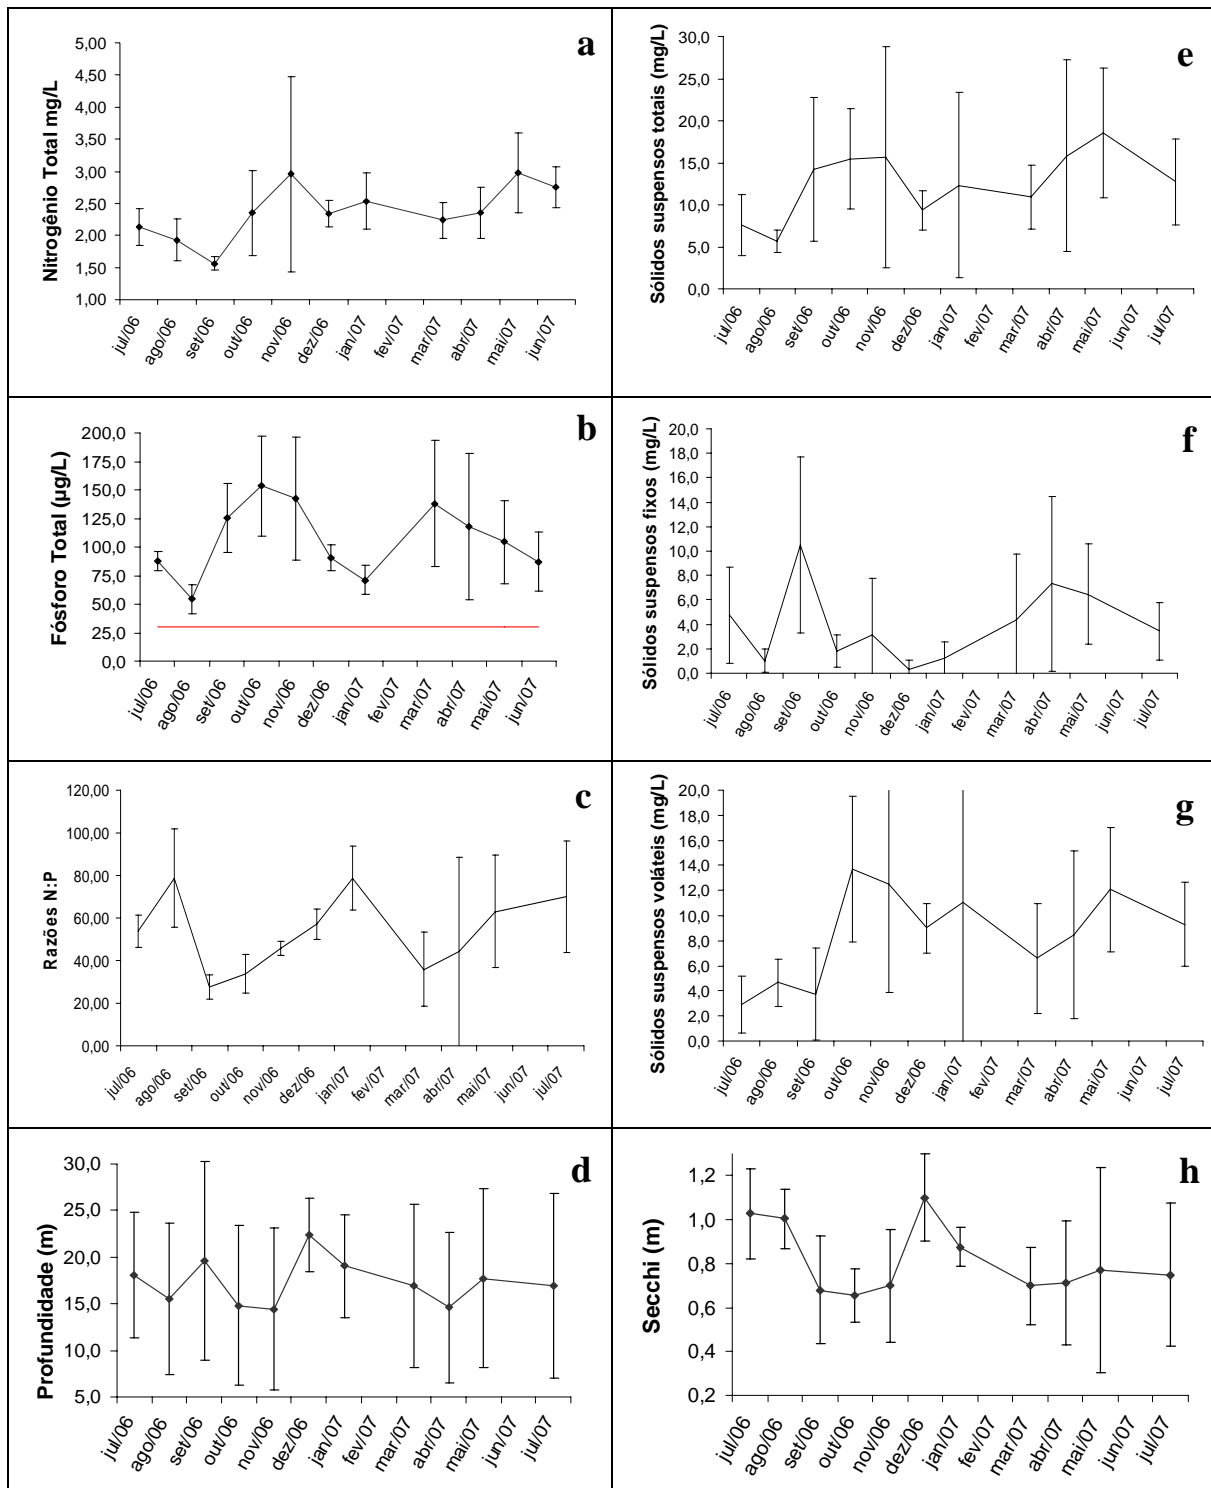 a
Nitrogênio Total mg/L
5,00
4,50
4,00
3,50
3,00
2,50
2,00
1,50
1,00
jul/06
ago/06
set/06
out/06
nov/06
dez/06
jan/07
fev/07
mar/07
abr/07
mai/07
jun/07
e
Sólidos suspensos totais (mg/L)
30,0
25,0
20,0
15,0
10,0
5,0
0,0
jul/06
ago/06
set/06
out/06
nov/06
dez/06
jan/07
fev/07
mar/07
abr/07
mai/07
jun/07
jul/07
b
Fósforo Total (µg/L)
200,0
175,0
150,0
125,0
100,0
75,0
50,0
25,0
0,0
jul/06
ago/06
set/06
out/06
nov/06
dez/06
jan/07
fev/07
mar/07
abr/07
mai/07
jun/07
f
Sólidos suspensos fixos (mg/L)
20,0
18,0
16,0
14,0
12,0
10,0
8,0
6,0
4,0
2,0
0,0
jul/06
ago/06
set/06
out/06
nov/06
dez/06
jan/07
fev/07
mar/07
abr/07
mai/07
jun/07
jul/07
c
Razões N:P
120,00
100,00
80,00
60,00
40,00
20,00
0,00
jul/06
ago/06
set/06
out/06
nov/06
dez/06
jan/07
fev/07
mar/07
abr/07
mai/07
jun/07
jul/07
g
Sólidos suspensos voláteis (mg/L)
20,0
18,0
16,0
14,0
12,0
10,0
8,0
6,0
4,0
2,0
0,0
jul/06
ago/06
set/06
out/06
nov/06
dez/06
jan/07
fev/07
mar/07
abr/07
mai/07
jun/07
jul/07
d
Profundidade (m)
30,0
25,0
20,0
15,0
10,0
5,0
jul/06
ago/06
set/06
out/06
nov/06
dez/06
jan/07
fev/07
mar/07
abr/07
mai/07
jun/07
jul/07
h
Secchi (m)
1,2
1,0
0,8
0,6
0,4
0,2
jul/06
ago/06
set/06
out/06
nov/06
dez/06
jan/07
fev/07
mar/07
abr/07
mai/07
jun/07
jul/07